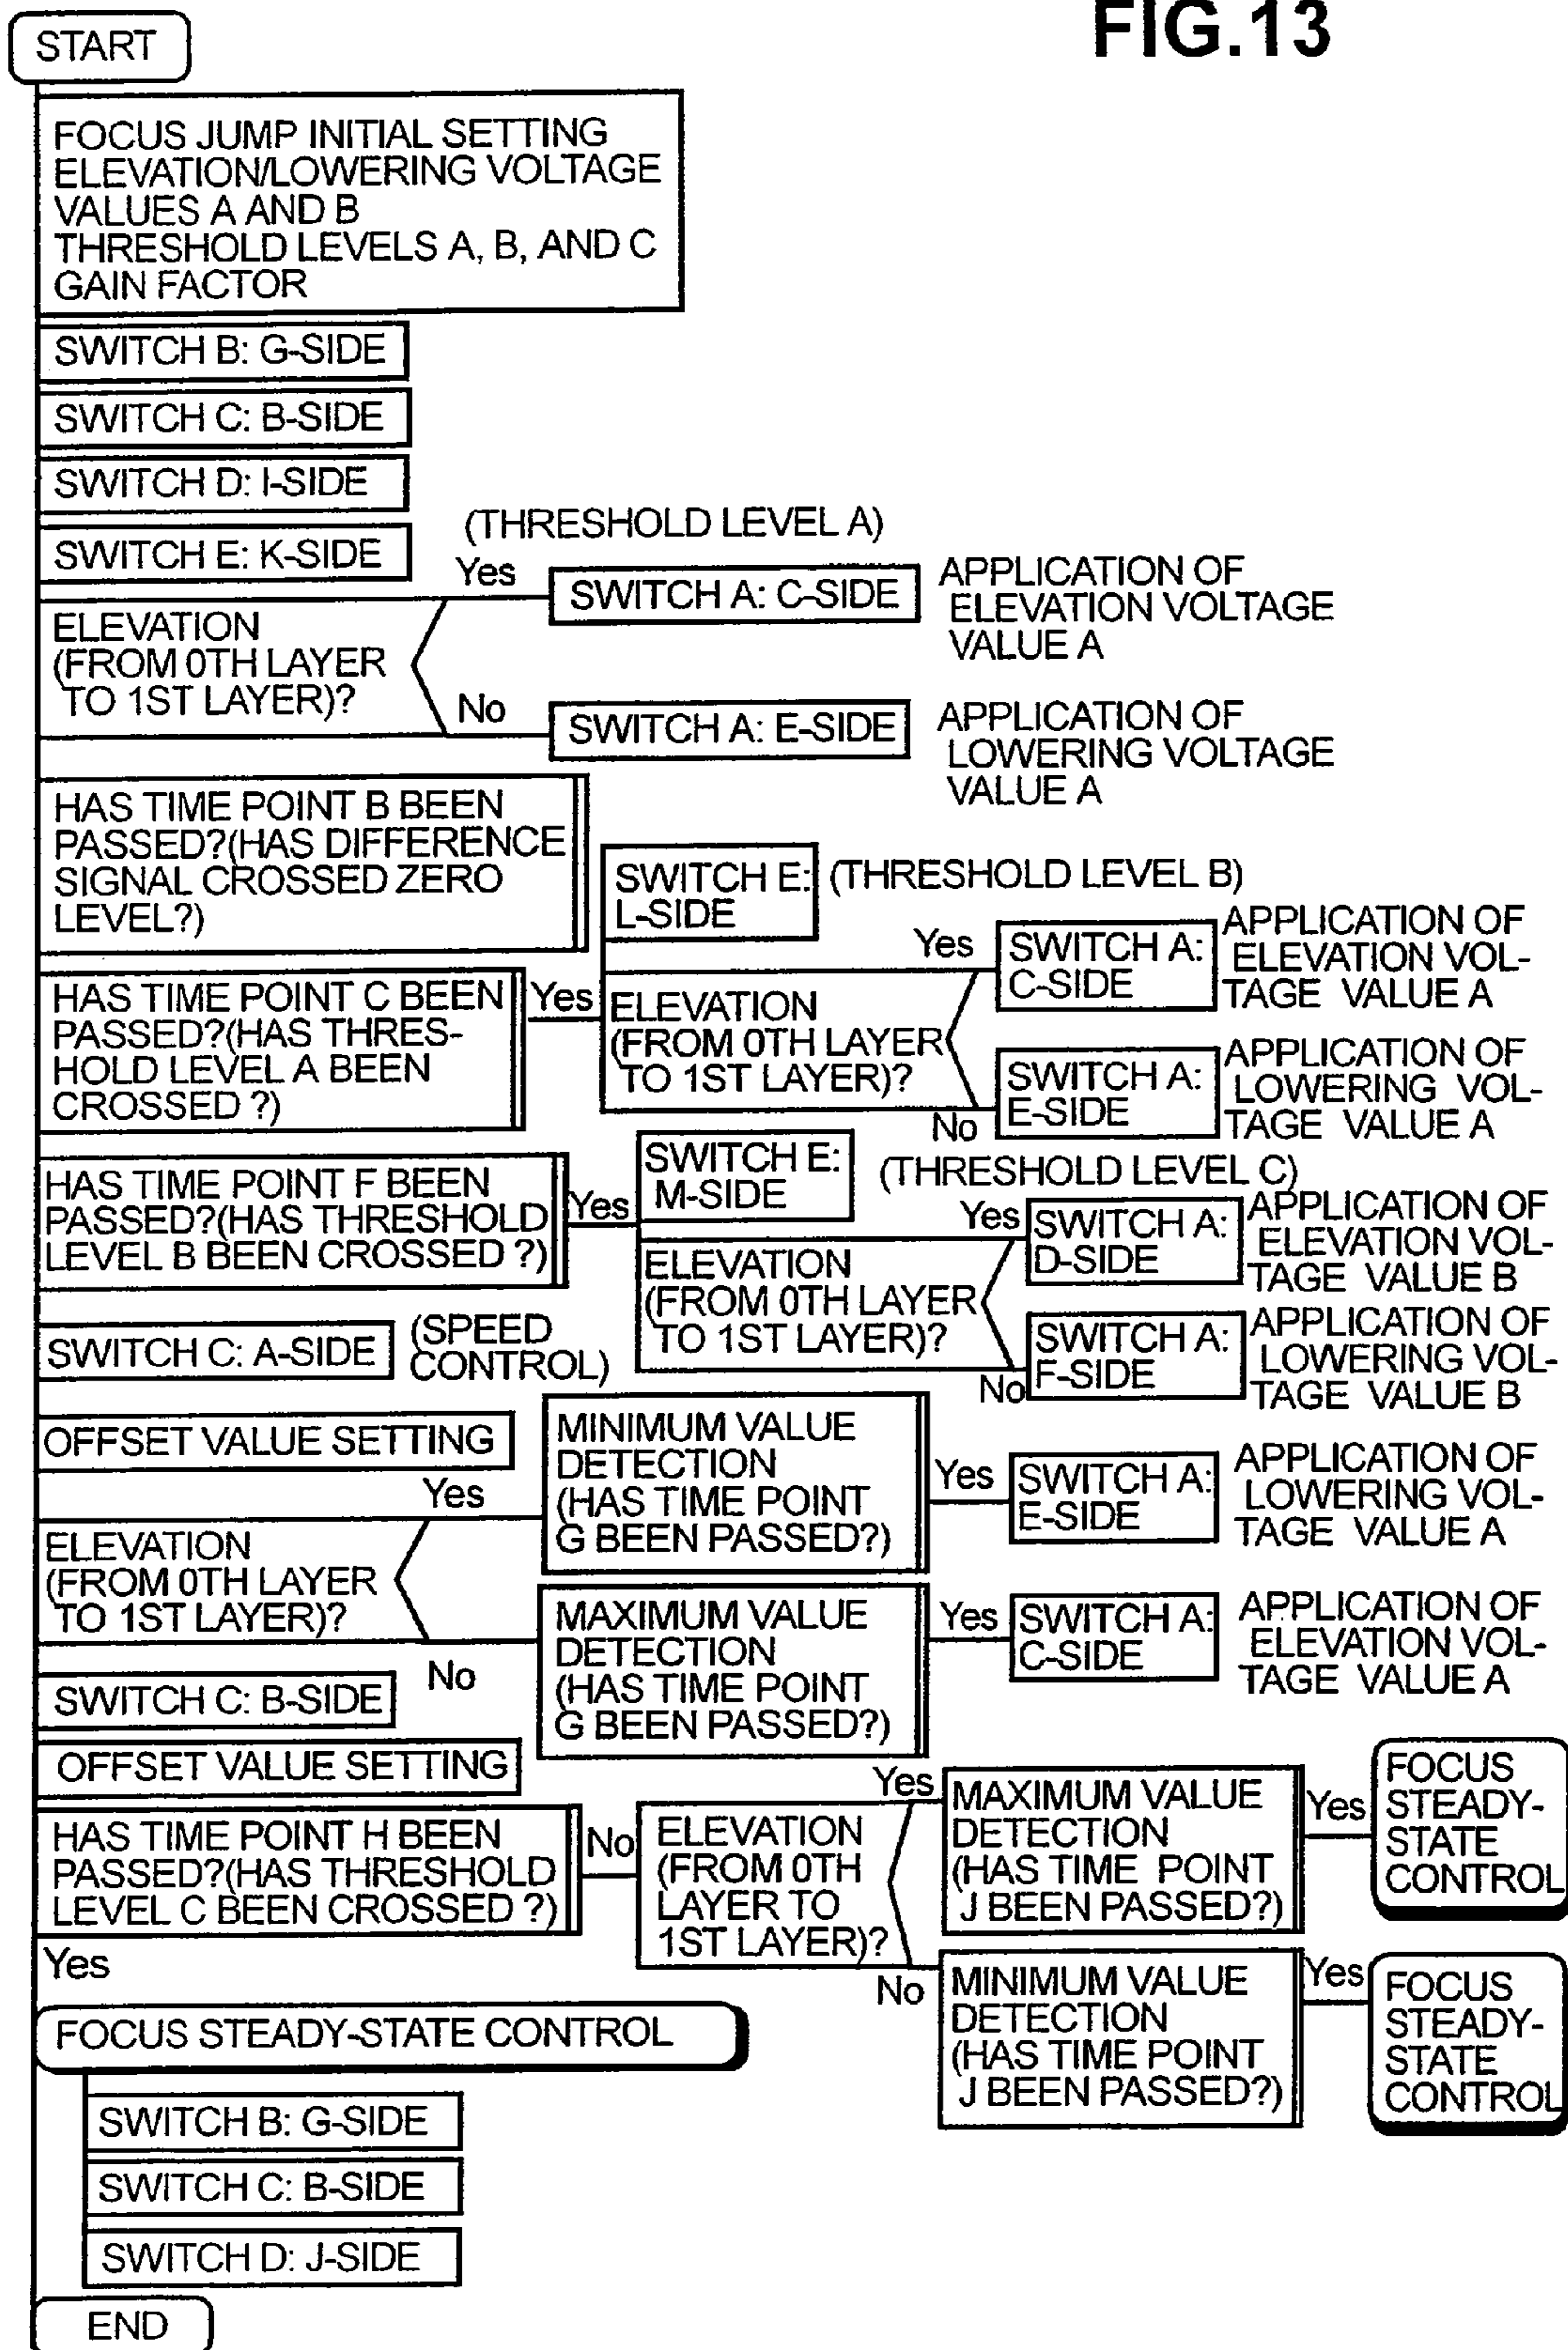 FIG.13
START
FOCUS JUMP INITIAL SETTING
ELEVATION/LOWERING VOLTAGE
VALUES A AND B
THRESHOLD LEVELS A, B, AND C
GAIN FACTOR
SWITCH B: G-SIDE
SWITCH C: B-SIDE
SWITCH D: I-SIDE
SWITCH E: K-SIDE
(THRESHOLD LEVEL A)
ELEVATION
(FROM 0TH LAYER
TO 1ST LAYER)?
Yes
SWITCH A: C-SIDE
APPLICATION OF
ELEVATION VOLTAGE
VALUE A
No
SWITCH A: E-SIDE
APPLICATION OF
LOWERING VOLTAGE
VALUE A
HAS TIME POINT B BEEN
PASSED?(HAS DIFFERENCE
SIGNAL CROSSED ZERO
LEVEL?)
HAS TIME POINT C BEEN
PASSED?(HAS THRES-
HOLD LEVEL A BEEN
CROSSED ?)
Yes
SWITCH E:
L-SIDE
(THRESHOLD LEVEL B)
ELEVATION
(FROM 0TH LAYER
TO 1ST LAYER)?
Yes
SWITCH A:
C-SIDE
APPLICATION OF
ELEVATION VOL-
TAGE VALUE A
No
SWITCH A:
E-SIDE
APPLICATION OF
LOWERING VOL-
TAGE VALUE A
HAS TIME POINT F BEEN
PASSED?(HAS THRESHOLD
LEVEL B BEEN CROSSED ?)
Yes
SWITCH E:
M-SIDE
(THRESHOLD LEVEL C)
ELEVATION
(FROM 0TH LAYER
TO 1ST LAYER)?
Yes
SWITCH A:
D-SIDE
APPLICATION OF
ELEVATION VOL-
TAGE VALUE B
No
SWITCH A:
F-SIDE
APPLICATION OF
LOWERING VOL-
TAGE VALUE B
SWITCH C: A-SIDE
(SPEED
CONTROL)
OFFSET VALUE SETTING
ELEVATION
(FROM 0TH LAYER
TO 1ST LAYER)?
Yes
MINIMUM VALUE
DETECTION
(HAS TIME POINT
G BEEN PASSED?)
Yes
SWITCH A:
E-SIDE
APPLICATION OF
LOWERING VOL-
TAGE VALUE A
No
MAXIMUM VALUE
DETECTION
(HAS TIME POINT
G BEEN PASSED?)
Yes
SWITCH A:
C-SIDE
APPLICATION OF
ELEVATION VOL-
TAGE VALUE A
SWITCH C: B-SIDE
OFFSET VALUE SETTING
HAS TIME POINT H BEEN
PASSED?(HAS THRESHOLD
LEVEL C BEEN CROSSED ?)
No
ELEVATION
(FROM 0TH
LAYER TO
1ST LAYER)?
Yes
MAXIMUM VALUE
DETECTION
(HAS TIME POINT
J BEEN PASSED?)
Yes
FOCUS
STEADY-
STATE
CONTROL
No
MINIMUM VALUE
DETECTION
(HAS TIME POINT
J BEEN PASSED?)
Yes
FOCUS
STEADY-
STATE
CONTROL
Yes
FOCUS STEADY-STATE CONTROL
SWITCH B: G-SIDE
SWITCH C: B-SIDE
SWITCH D: J-SIDE
END